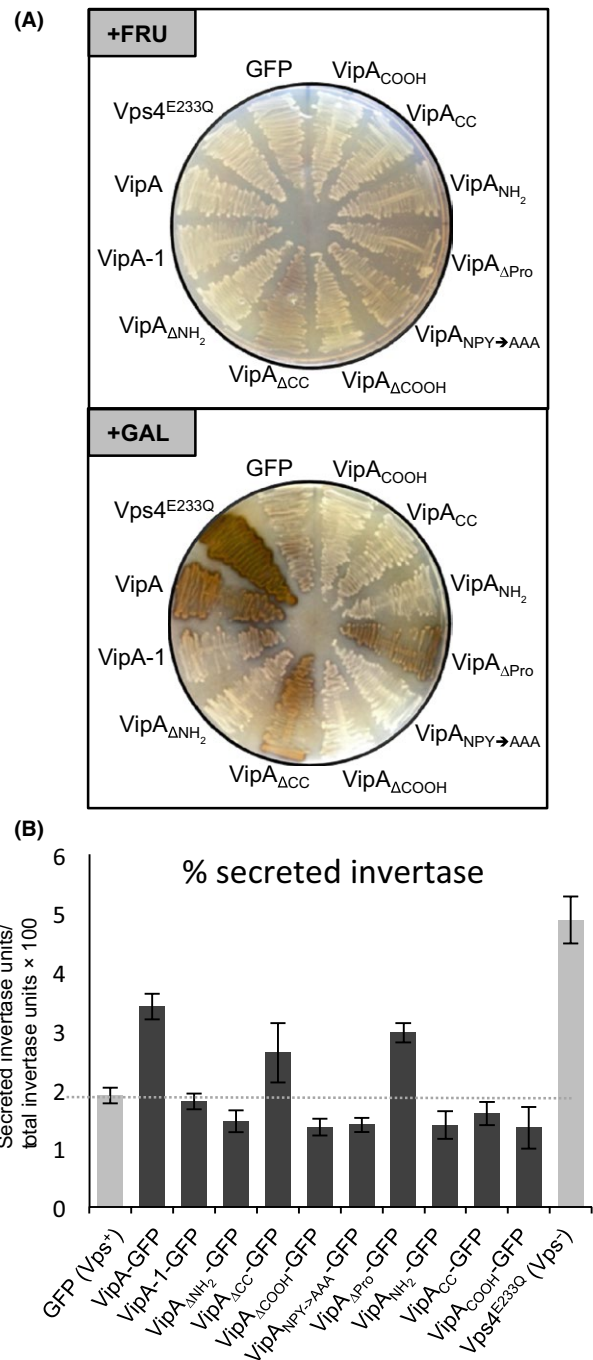 (A)
+FRU
GFP
VipACOOH
Vps4E233Q
VipACC
VipA
VipANH2
VipA-1
VipAΔPro
VipAΔNH2
VipANPY➔AAA
VipAΔCC
VipAΔCOOH
+GAL
GFP
VipACOOH
Vps4E233Q
VipACC
VipA
VipANH2
VipA-1
VipAΔPro
VipAΔNH2
VipANPY➔AAA
VipAΔCC
VipAΔCOOH
(B)
% secreted invertase
Secreted invertase units/
total invertase units × 100
6
5
4
3
2
1
0
GFP (Vps+)
VipA-GFP
VipA-1-GFP
VipAΔNH2-GFP
VipAΔCC-GFP
VipAΔCOOH-GFP
VipANPY->AAA-GFP
VipAΔPro-GFP
VipANH2-GFP
VipACC-GFP
VipACOOH-GFP
Vps4E233Q (Vps-)